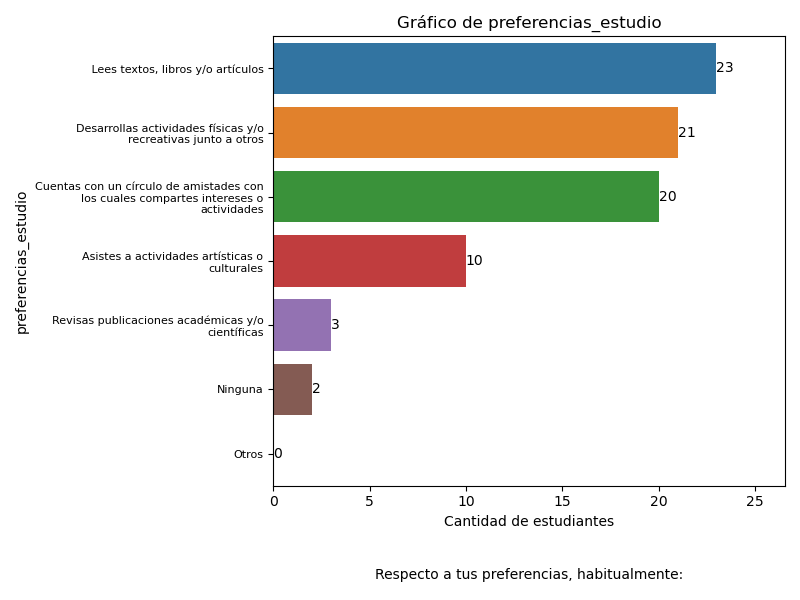 Gráfico de preferencias_estudio
preferencias_estudio
Lees textos, libros y/o artículos
23
Desarrollas actividades físicas y/o
recreativas junto a otros
21
Cuentas con un círculo de amistades con
los cuales compartes intereses o
actividades
20
Asistes a actividades artísticas o
culturales
10
Revisas publicaciones académicas y/o
científicas
3
Ninguna
2
Otros
0
0 5 10 15 20 25
Cantidad de estudiantes
Respecto a tus preferencias, habitualmente: